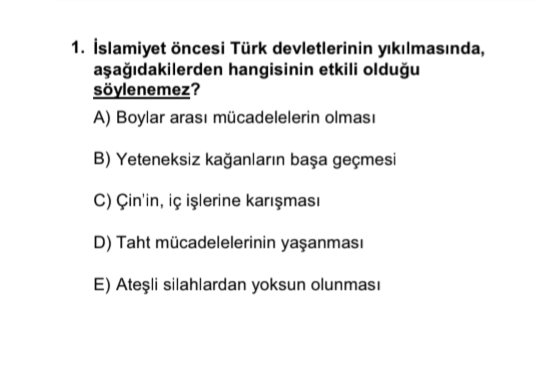 1. İslamiyet öncesi Türk devletlerinin yıkılmasında,
aşağıdakilerden hangisinin etkili olduğu
söylenemez?
A) Boylar arası mücadelelerin olması
B) Yeteneksiz kağanların başa geçmesi
C) Çin'in, iç işlerine karışması
D) Taht mücadelelerinin yaşanması
E) Ateşli silahlardan yoksun olunması